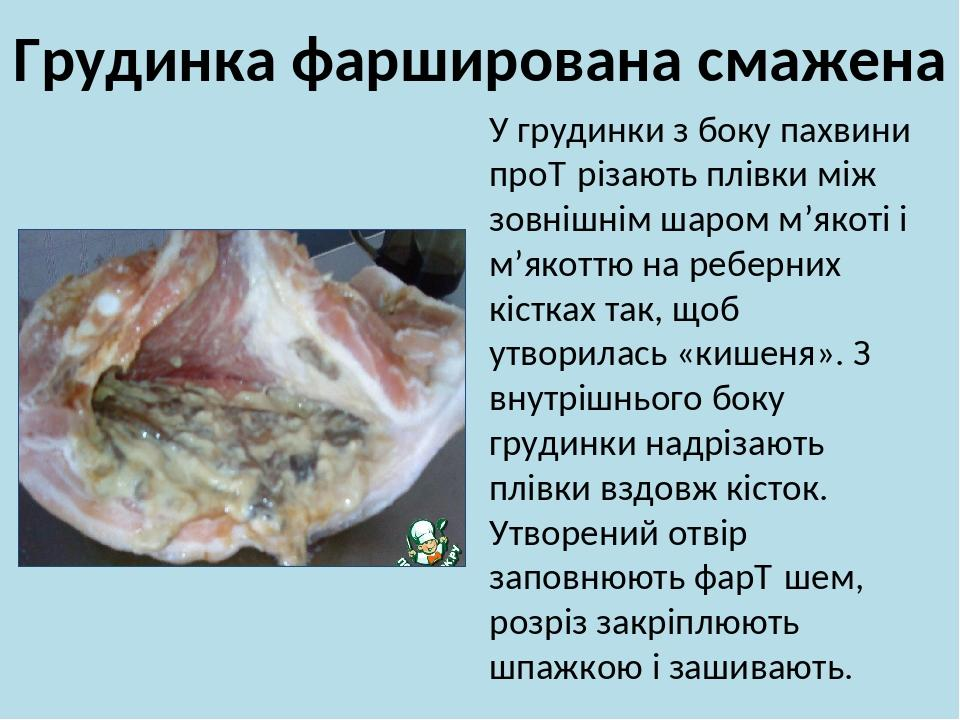 Грудинка фарширована смажена
У грудинки з боку пахвини
проТ різають плівки між
зовнішнім шаром м’якоті і
м’якоттю на реберних
кістках так, щоб
утворилась «кишеня». З
внутрішнього боку
грудинки надрізають
плівки вздовж кісток.
Утворений отвір
заповнюють фарТ шем,
розріз закріплюють
шпажкою і зашивають.